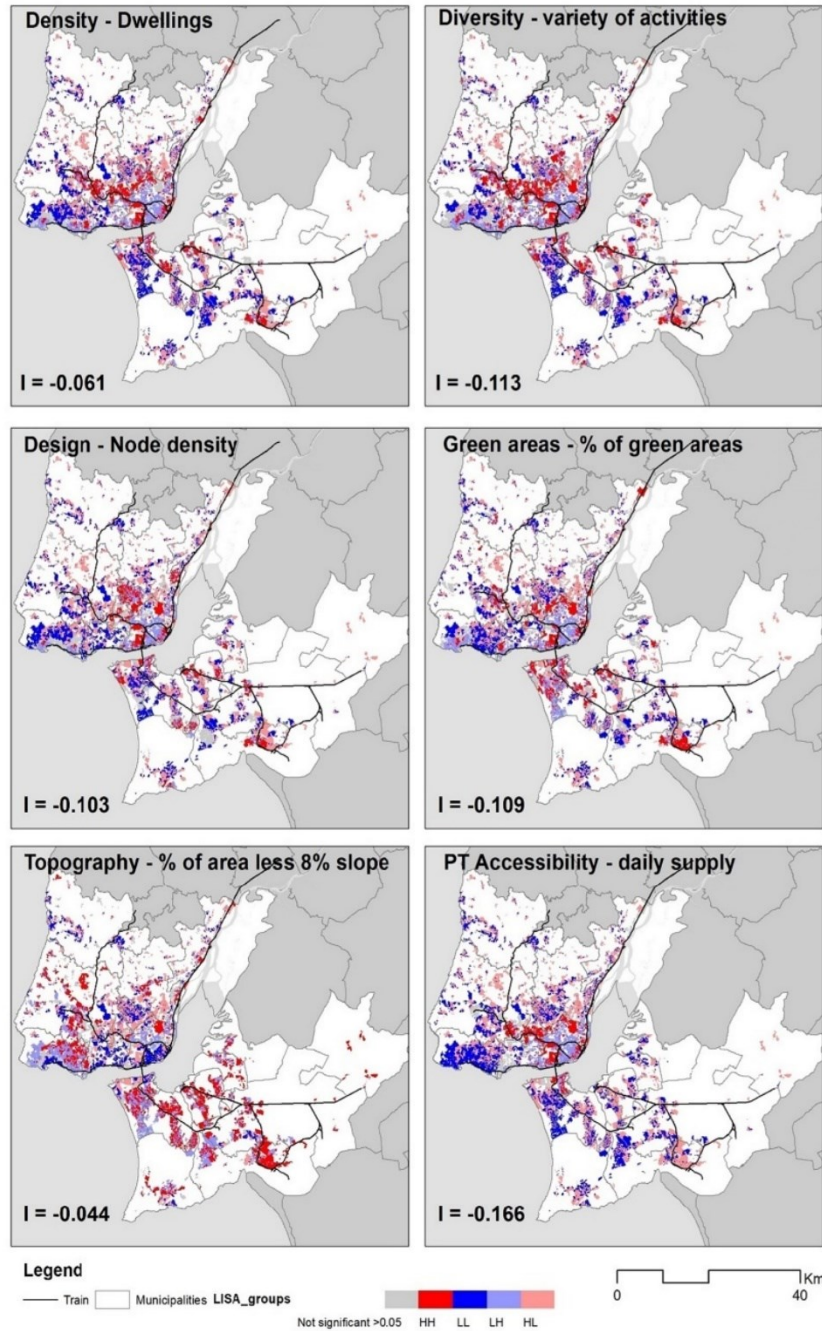 Density - Dwellings
Diversity - variety of activities
I = -0.061
I = -0.113
Design - Node density
Green areas - % of green areas
I = -0.103
I = -0.109
Topography - % of area less 8% slope
PT Accessibility - daily supply
I = -0.044
I = -0.166
Legend
Train Municipalities LISA_groups
Not significant >0.05 HH LL LH HL
Km
0 40